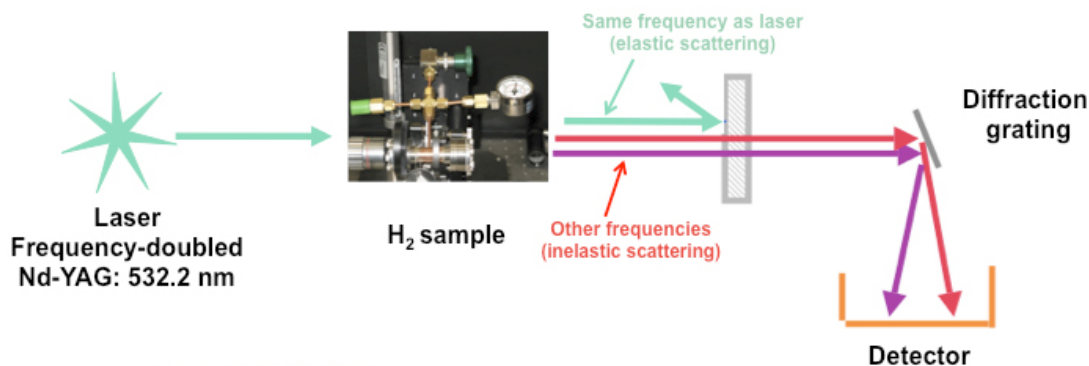 Same frequency as laser
(elastic scattering)
Diffraction
grating
Laser
Frequency-doubled
Nd-YAG: 532.2 nm
H₂ sample
Other frequencies
(inelastic scattering)
Detector